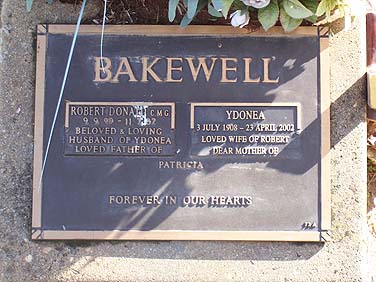 BAKEWELL
ROBERT DONALD C M G
BELOVED & LOVING
HUSBAND OF YDONEA
LOVED FATHER OF
YDONEA
3 JULY 1908 - 23 APRIL 2002
LOVED WIFE OF ROBERT
DEAR MOTHER OF
PATRICIA
FOREVER IN OUR HEARTS